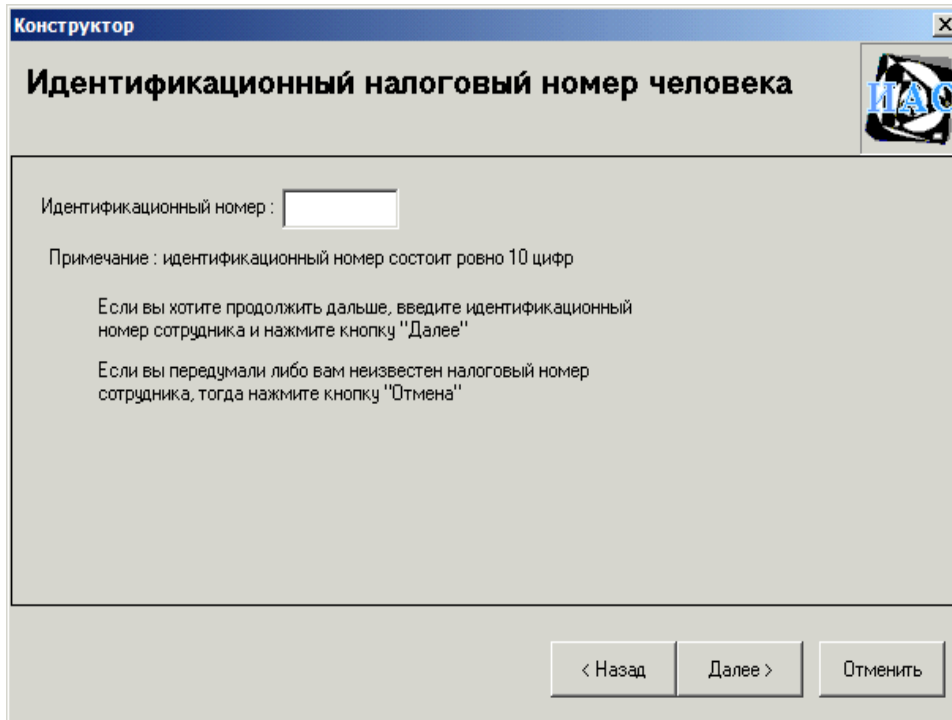 Конструктор
Идентификационный налоговый номер человека
ИАС
Идентификационный номер :
Примечание : идентификационный номер состоит ровно 10 цифр
Если вы хотите продолжить дальше, введите идентификационный
номер сотрудника и нажмите кнопку "Далее"
Если вы передумали либо вам неизвестен налоговый номер
сотрудника, тогда нажмите кнопку "Отмена"
< Назад
Далее >
Отменить